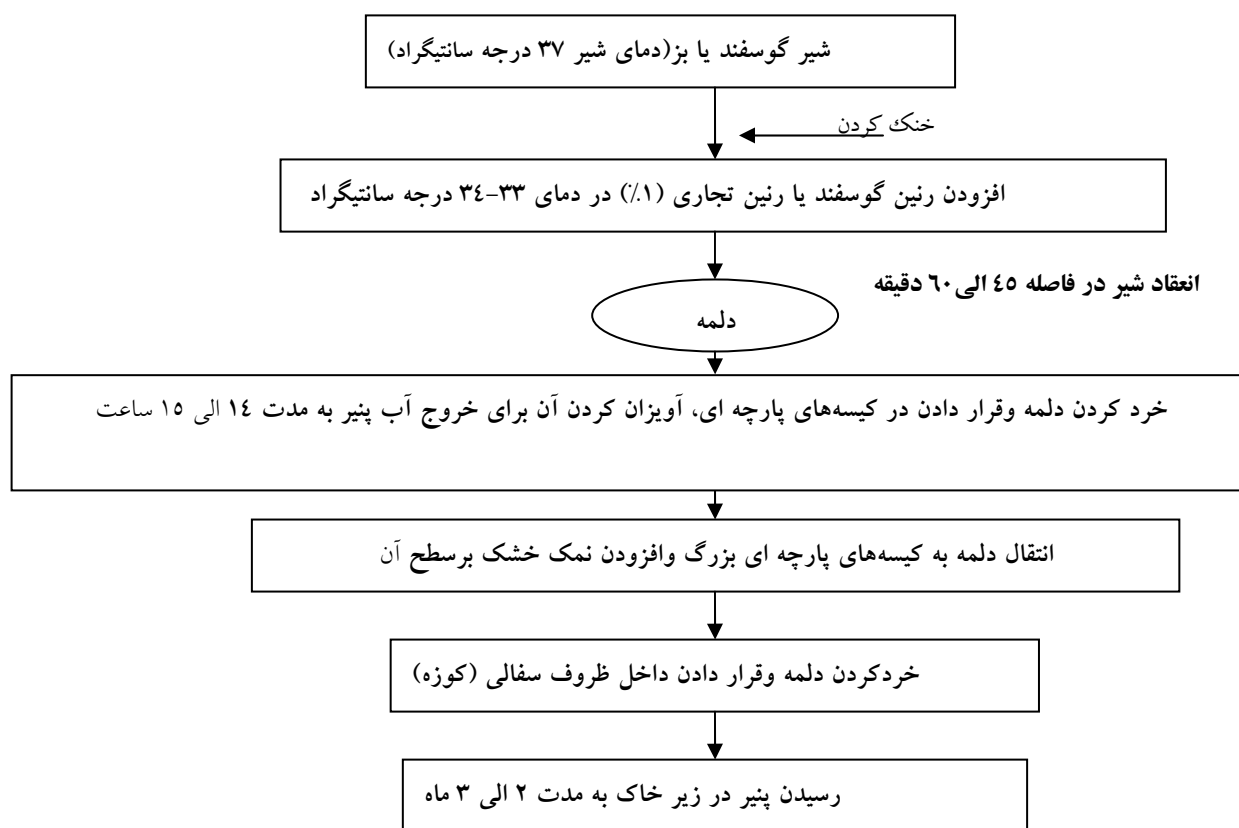 شیر گوسفند یا بز(دمای شیر ۳۷ درجه سانتیگراد)
خنک کردن
افزودن رنین گوسفند یا رنین تجاری (۱٪) در دمای ۳۳-۳٤ درجه سانتیگراد
انعقاد شیر در فاصله ٤٥ الی ٦۰ دقیقه
دلمه
خرد کردن دلمه وقرار دادن در کیسه‌های پارچه ای، آویزان کردن آن برای خروج آب پنیر به مدت ۱٤ الی ۱٥ ساعت
انتقال دلمه به کیسه‌های پارچه ای بزرگ وافزودن نمک خشک برسطح آن
خردکردن دلمه وقرار دادن داخل ظروف سفالی (کوزه)
رسیدن پنیر در زیر خاک به مدت ۲ الی ۳ ماه